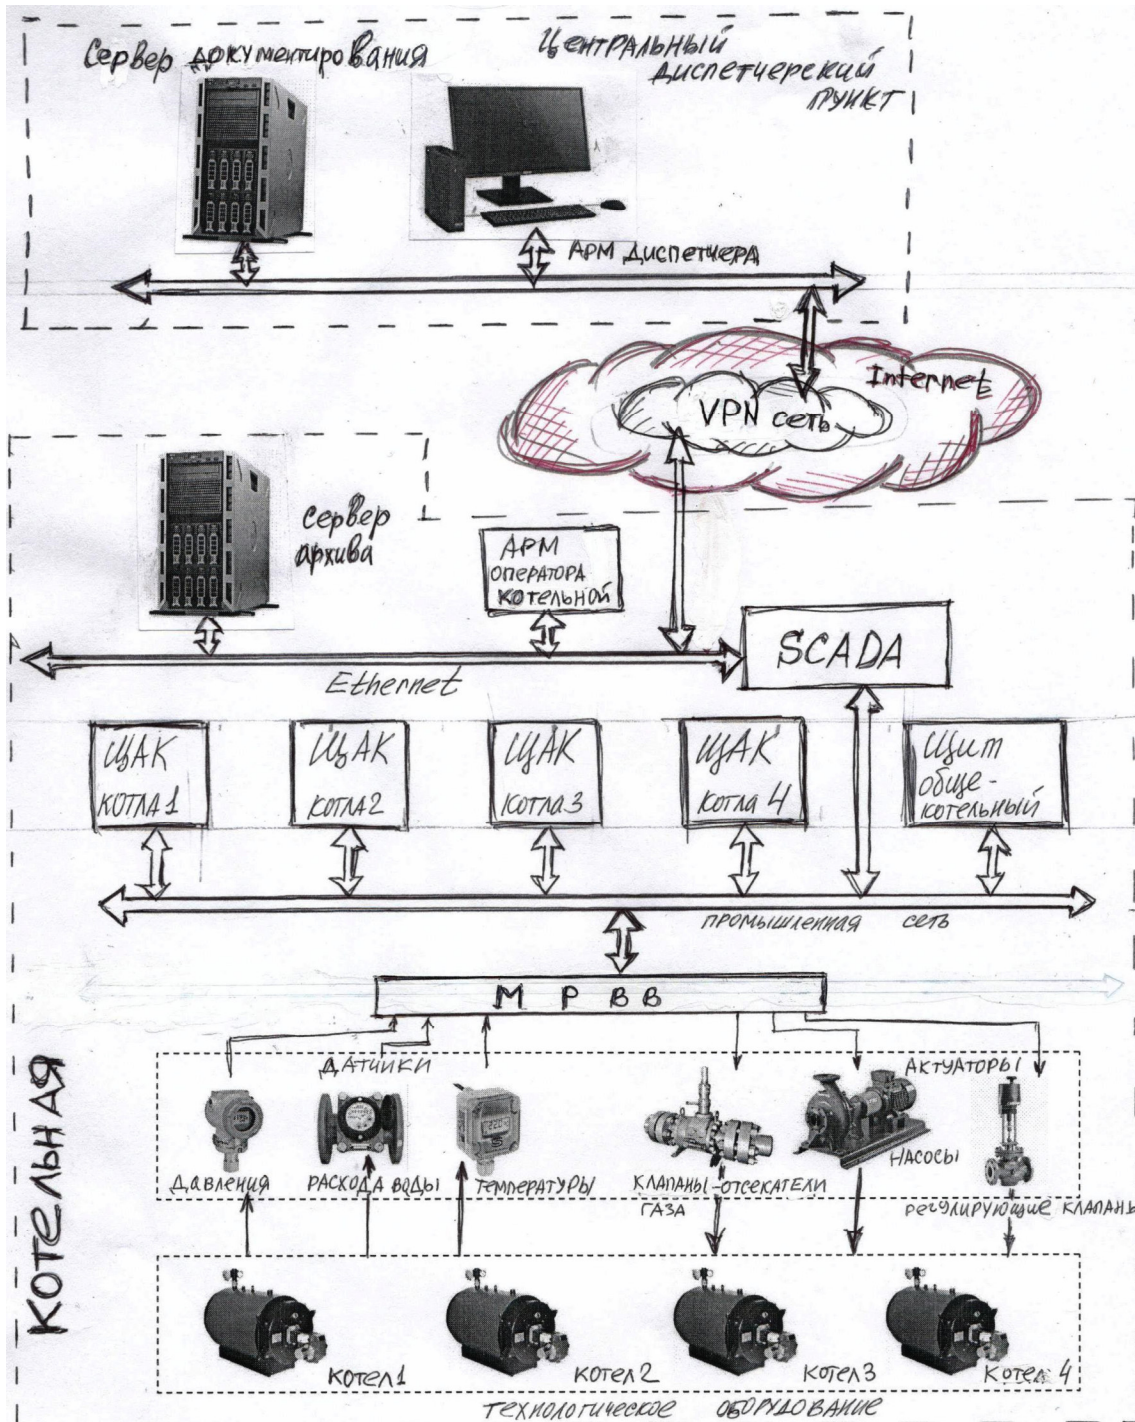 Сервер документирования
ЦЕНТРАЛЬНЫЙ
ДИСПЕТЧЕРСКИЙ
ПУНКТ
АРМ ДИСПЕТЧЕРА
Internet
VPN сеть
Сервер
архива
АРМ
ОПЕРАТОРА
КОТЕЛЬНОЙ
SCADA
Ethernet
ЩАК
КОТЛА 1
ЩАК
КОТЛА 2
ЩАК
КОТЛА 3
ЩАК
КОТЛА 4
Щит
обще-
котельный
ПРОМЫШЛЕННАЯ СЕТЬ
М Р В В
ДАТЧИКИ
АКТУАТОРЫ
ДАВЛЕНИЯ
РАСХОДА ВОДЫ
ТЕМПЕРАТУРЫ
КЛАПАНЫ-ОТСЕКАТЕЛИ
ГАЗА
НАСОСЫ
РЕГУЛИРУЮЩИЕ КЛАПАНЫ
КОТЕЛЬНАЯ
КОТЕЛ 1
КОТЕЛ 2
КОТЕЛ 3
КОТЕЛ 4
ТЕХНОЛОГИЧЕСКОЕ ОБОРУДОВАНИЕ